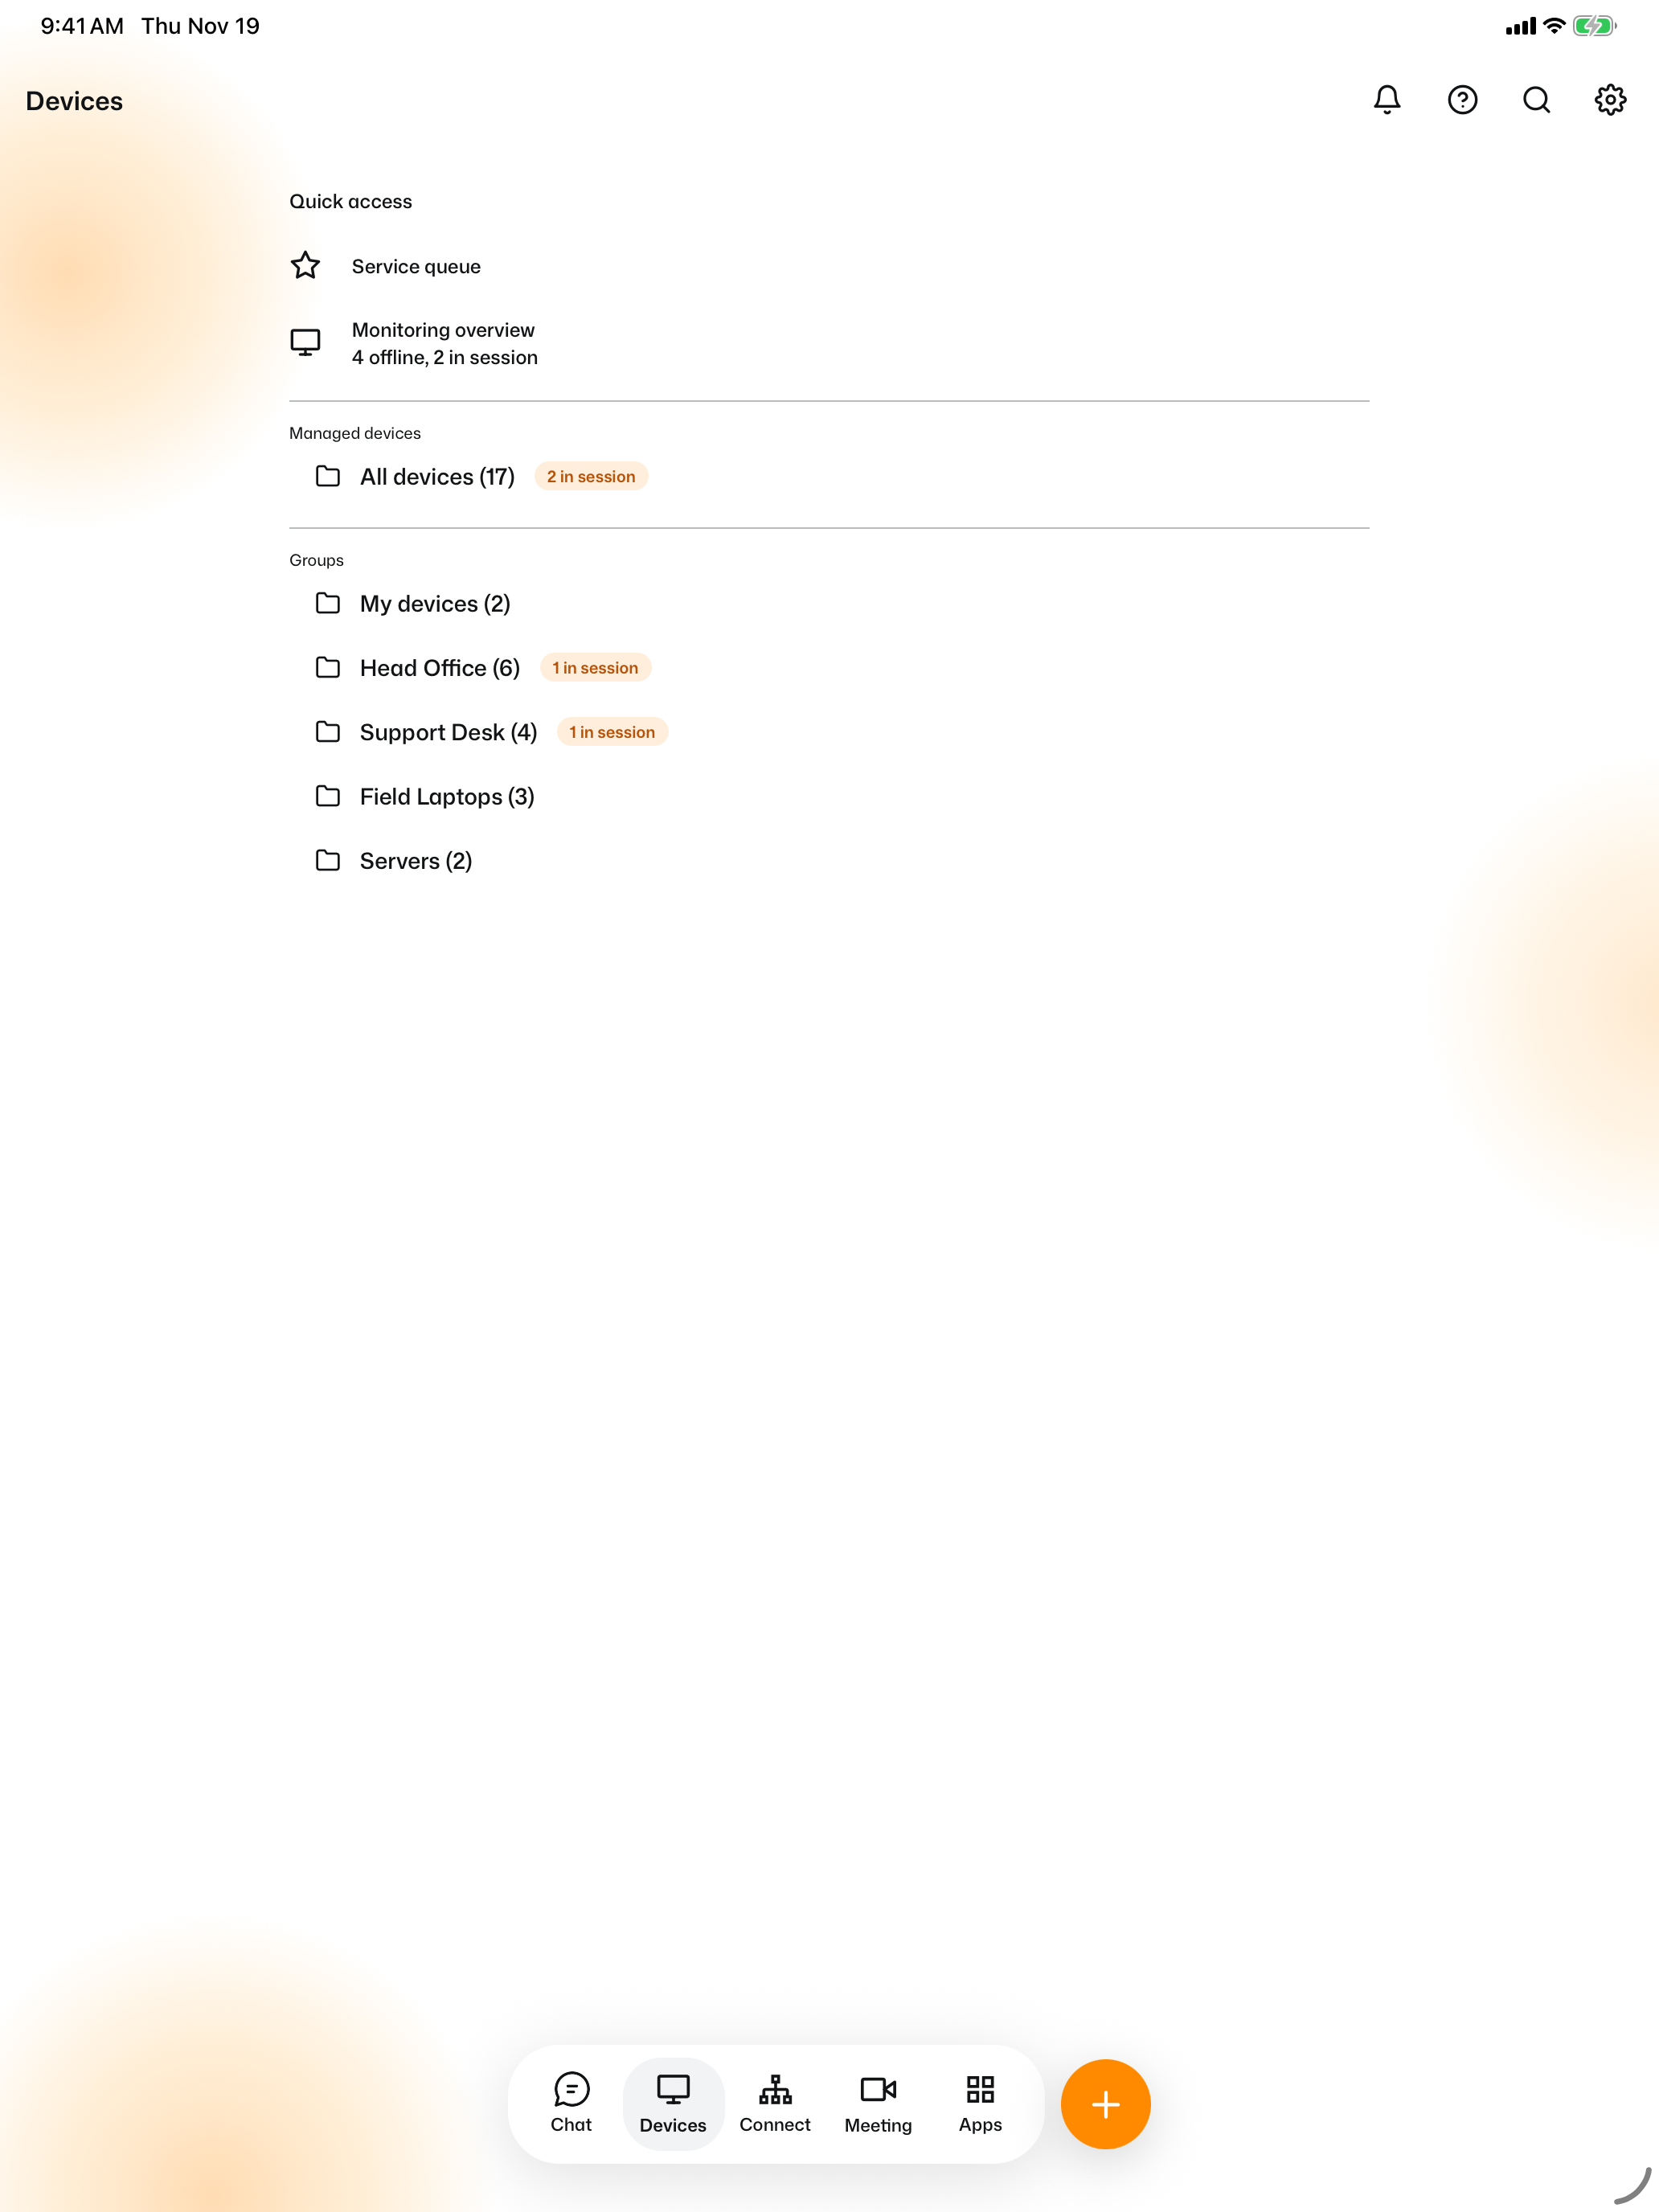 9:41 AM Thu Nov 19
Devices
Quick access
Service queue
Monitoring overview
4 offline, 2 in session
Managed devices
All devices (17) 2 in session
Groups
My devices (2)
Head Office (6) 1 in session
Support Desk (4) 1 in session
Field Laptops (3)
Servers (2)
Chat Devices Connect Meeting Apps